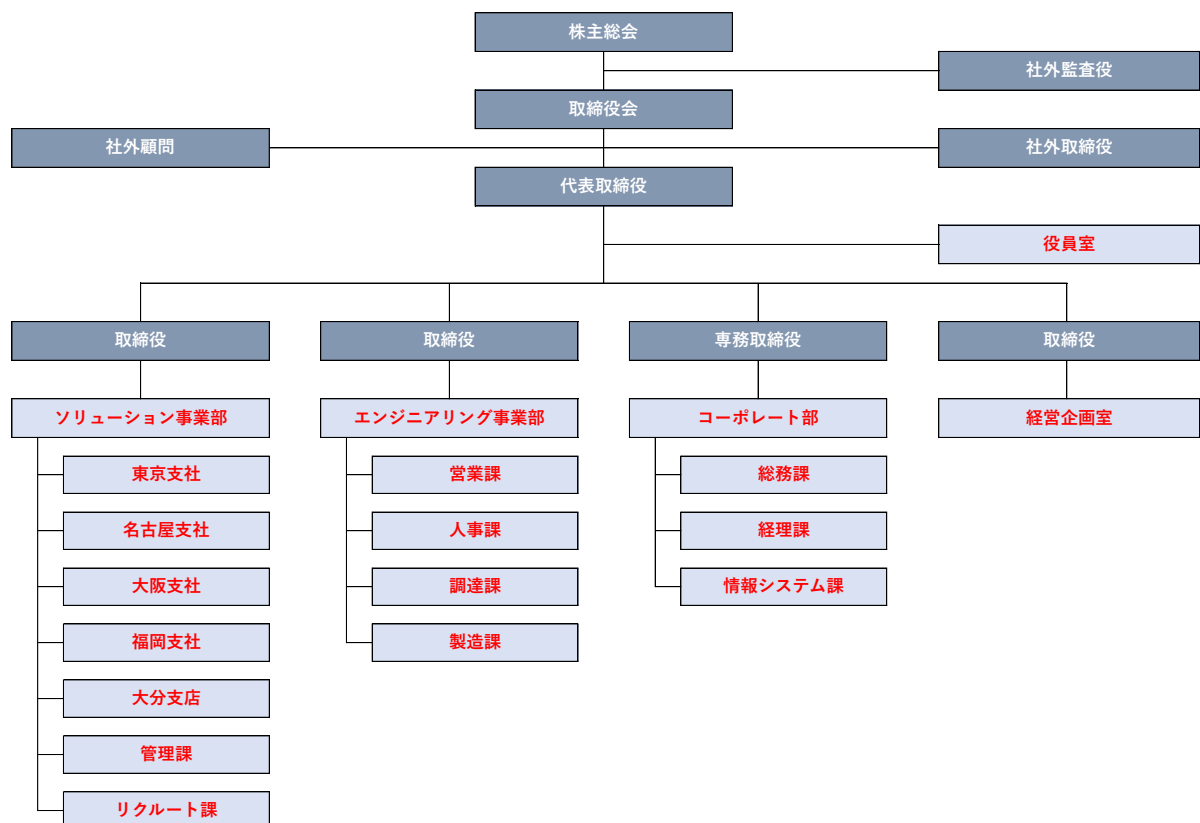 株主総会
社外監査役
取締役会
社外顧問
社外取締役
代表取締役
役員室
取締役
取締役
専務取締役
取締役
ソリューション事業部
エンジニアリング事業部
コーポレート部
経営企画室
東京支社
営業課
総務課
名古屋支社
人事課
経理課
大阪支社
調達課
情報システム課
福岡支社
製造課
大分支店
管理課
リクルート課